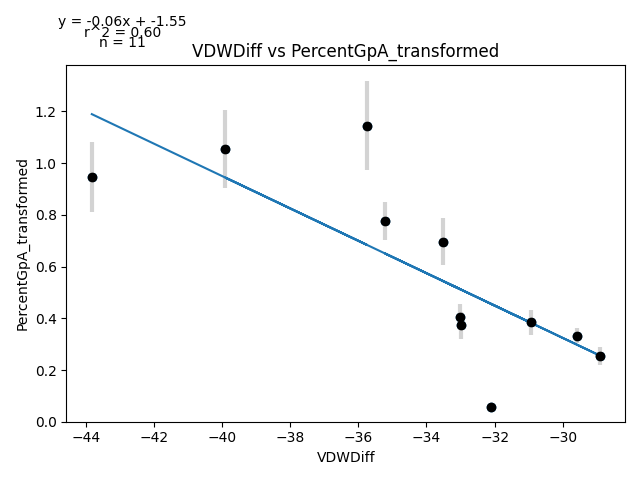 y = -0.06x + -1.55
r^2 = 0.60
n = 11
VDWDiff vs PercentGpA_transformed
PercentGpA_transformed
1.2
1.0
0.8
0.6
0.4
0.2
0.0
−44 −42 −40 −38 −36 −34 −32 −30
VDWDiff